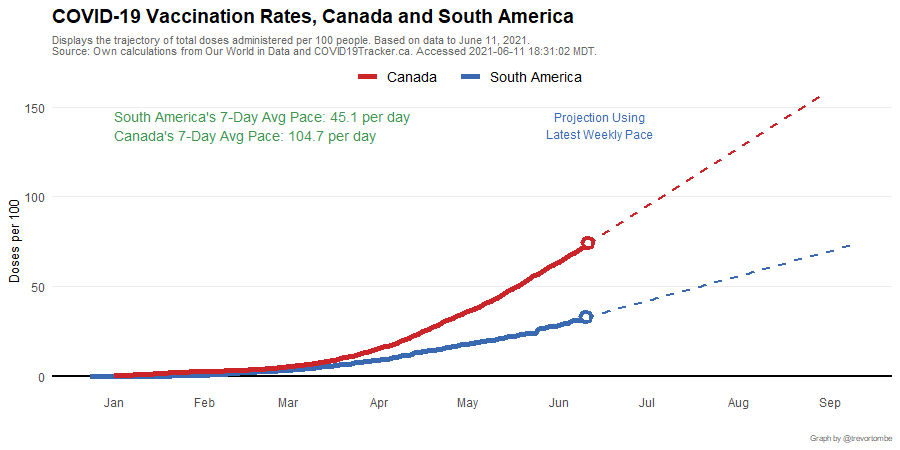 COVID-19 Vaccination Rates, Canada and South America
Displays the trajectory of total doses administered per 100 people. Based on data to June 11, 2021.
Source: Own calculations from Our World in Data and COVID19Tracker.ca. Accessed 2021-06-11 18:31:02 MDT.
Canada South America
South America's 7-Day Avg Pace: 45.1 per day
Canada's 7-Day Avg Pace: 104.7 per day
Projection Using
Latest Weekly Pace
Doses per 100
150
100
50
0
Jan Feb Mar Apr May Jun Jul Aug Sep
Graph by @trevortombe